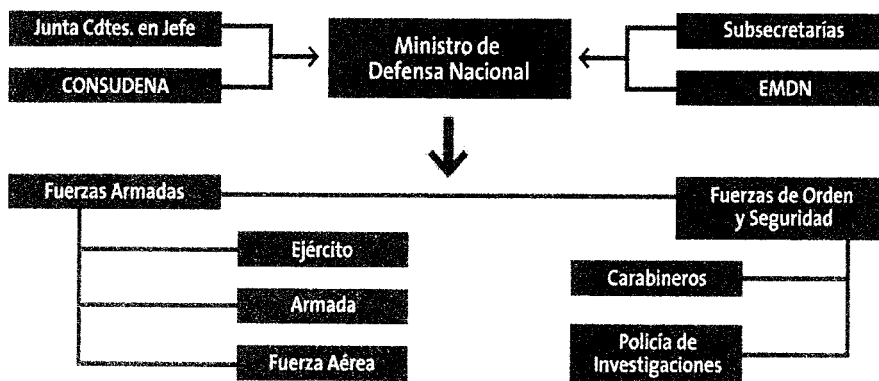 Junta Cdtes. en Jefe
CONSUDENA
Ministro de
Defensa Nacional
Subsecretarías
EMDN
Fuerzas Armadas
Ejército
Armada
Fuerza Aérea
Fuerzas de Orden
y Seguridad
Carabineros
Policía de
Investigaciones